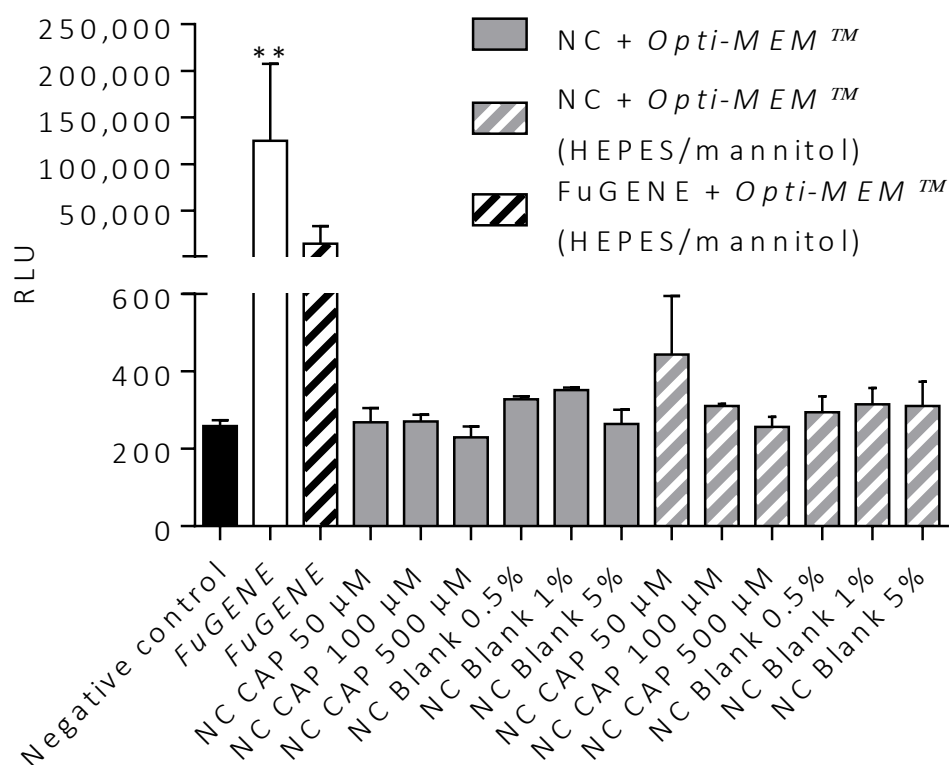 250,000
200,000
150,000
100,000
50,000
600
400
200
0
RLU
**
NC + Opti-MEM™
NC + Opti-MEM™
(HEPES/mannitol)
FuGENE + Opti-MEM™
(HEPES/mannitol)
Negative control
FuGENE
FuGENE
NC CAP 50 µM
NC CAP 100 µM
NC CAP 500 µM
NC Blank 0.5%
NC Blank 1%
NC Blank 5%
NC CAP 50 µM
NC CAP 100 µM
NC CAP 500 µM
NC Blank 0.5%
NC Blank 1%
NC Blank 5%